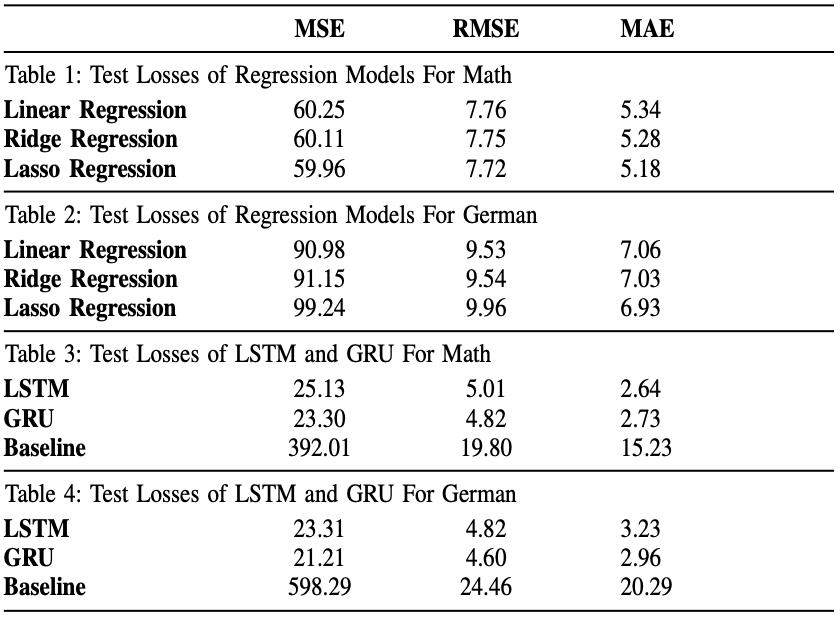 MSE RMSE MAE
Table 1: Test Losses of Regression Models For Math
Linear Regression 60.25 7.76 5.34
Ridge Regression 60.11 7.75 5.28
Lasso Regression 59.96 7.72 5.18
Table 2: Test Losses of Regression Models For German
Linear Regression 90.98 9.53 7.06
Ridge Regression 91.15 9.54 7.03
Lasso Regression 99.24 9.96 6.93
Table 3: Test Losses of LSTM and GRU For Math
LSTM 25.13 5.01 2.64
GRU 23.30 4.82 2.73
Baseline 392.01 19.80 15.23
Table 4: Test Losses of LSTM and GRU For German
LSTM 23.31 4.82 3.23
GRU 21.21 4.60 2.96
Baseline 598.29 24.46 20.29